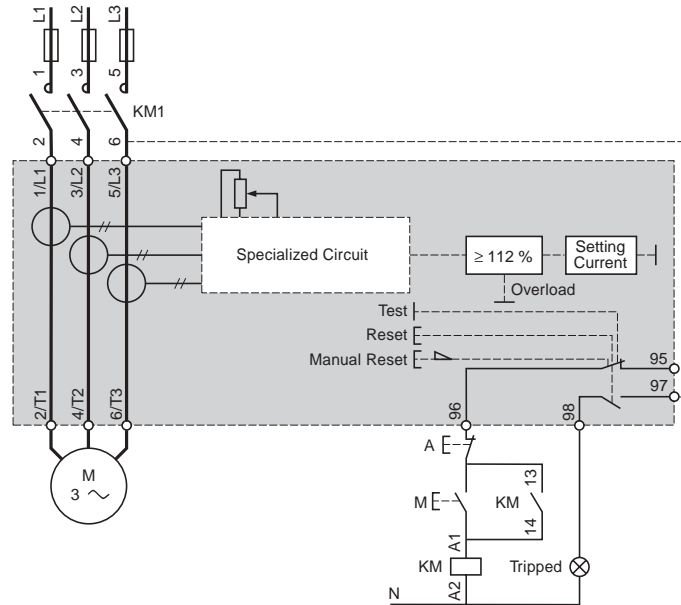 L1
L2
L3
1
3
5
KM1
2
4
6
1/L1
3/L2
5/L3
Specialized Circuit
≥ 112 %
Setting
Current
Overload
Test
Reset
Manual Reset
95
97
2/T1
4/T2
6/T3
96
98
M
3
A
M
KM
13
14
A1
KM
A2
Tripped
N